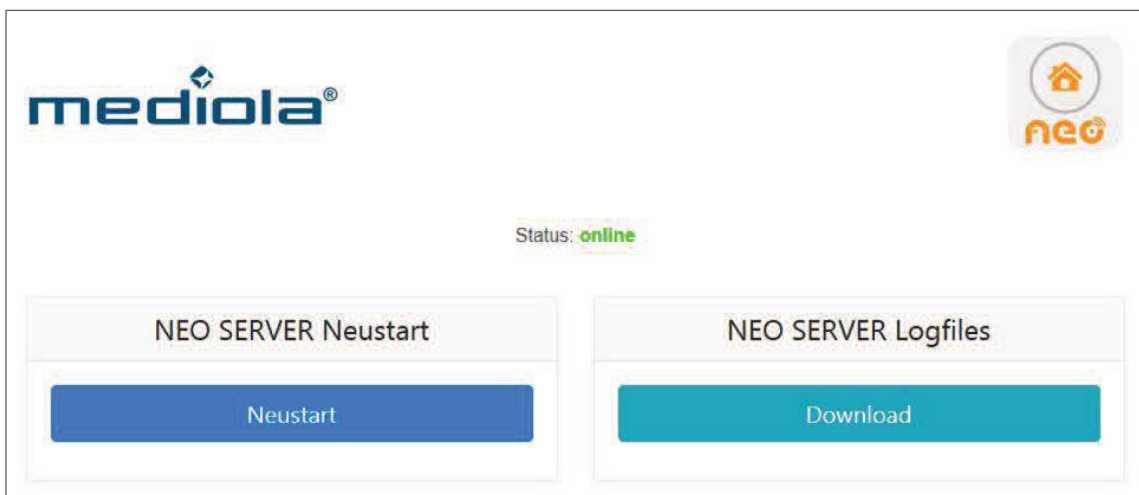 mediola®
neo
Status: online
NEO SERVER Neustart
Neustart
NEO SERVER Logfiles
Download